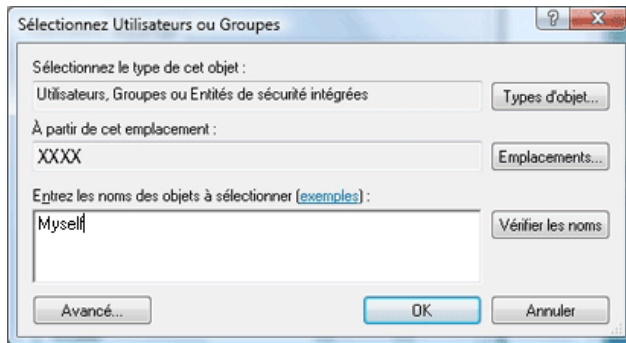 Sélectionnez Utilisateurs ou Groupes
Sélectionnez le type de cet objet :
Utilisateurs, Groupes ou Entités de sécurité intégrées
Types d'objet...
À partir de cet emplacement :
XXXX
Emplacements...
Entrez les noms des objets à sélectionner (exemples) :
Myself
Vérifier les noms
Avancé...
OK
Annuler